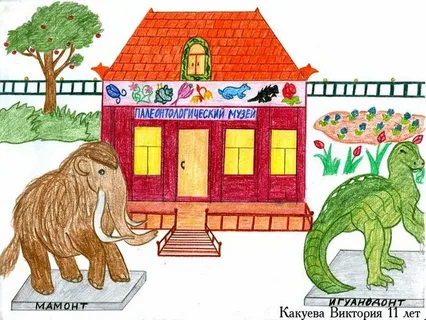 ПАЛЕОНТОЛОГИЧЕСКИЙ МУЗЕЙ
МАМОНТ
ИГУАНОДОНТ
Какуева Виктория 11 лет